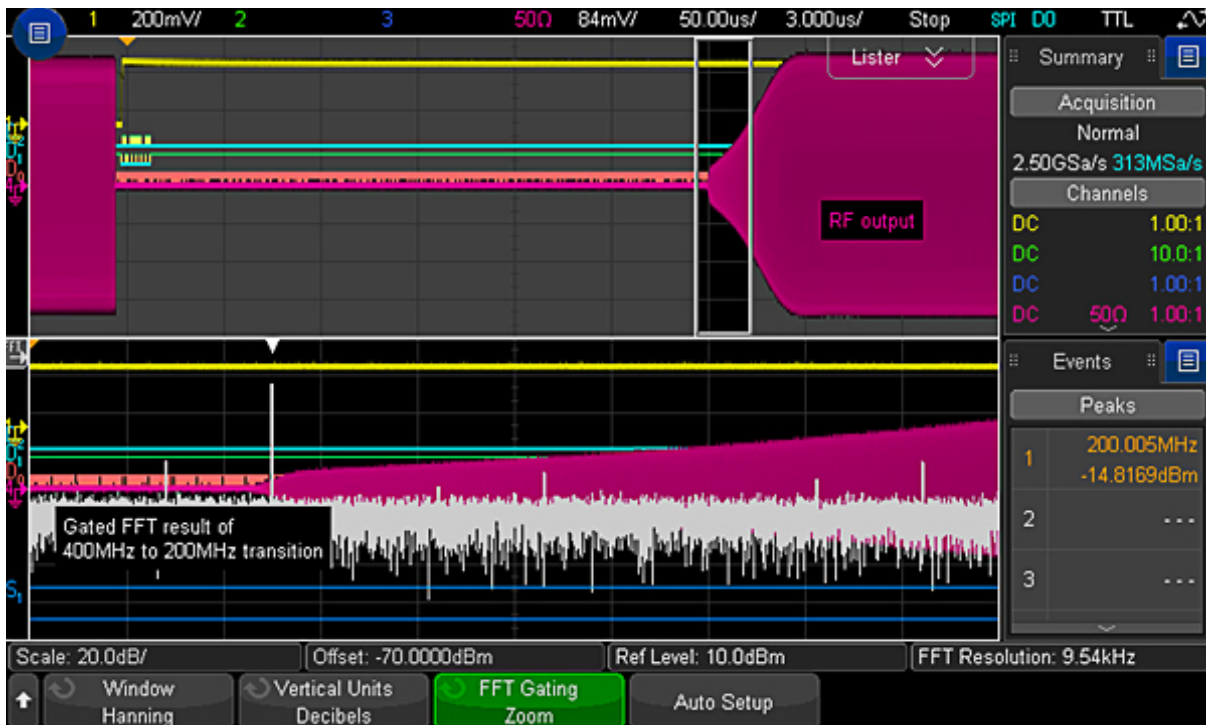 1 200mV/ 2 3 50Ω 84mV/ 50.00us/ 3.000us/ Stop SPI D0 TTL
Lister
RF output
Summary
Acquisition
Normal
2.50GSa/s 313MSa/s
Channels
DC 1.00:1
DC 10.0:1
DC 1.00:1
DC 50Ω 1.00:1
Gated FFT result of
400MHz to 200MHz transition
S1
Events
Peaks
1 200.005MHz
-14.8169dBm
2 ---
3 ---
Scale: 20.0dB/ Offset: -70.0000dBm Ref Level: 10.0dBm FFT Resolution: 9.54kHz
Window
Hanning
Vertical Units
Decibels
FFT Gating
Zoom
Auto Setup